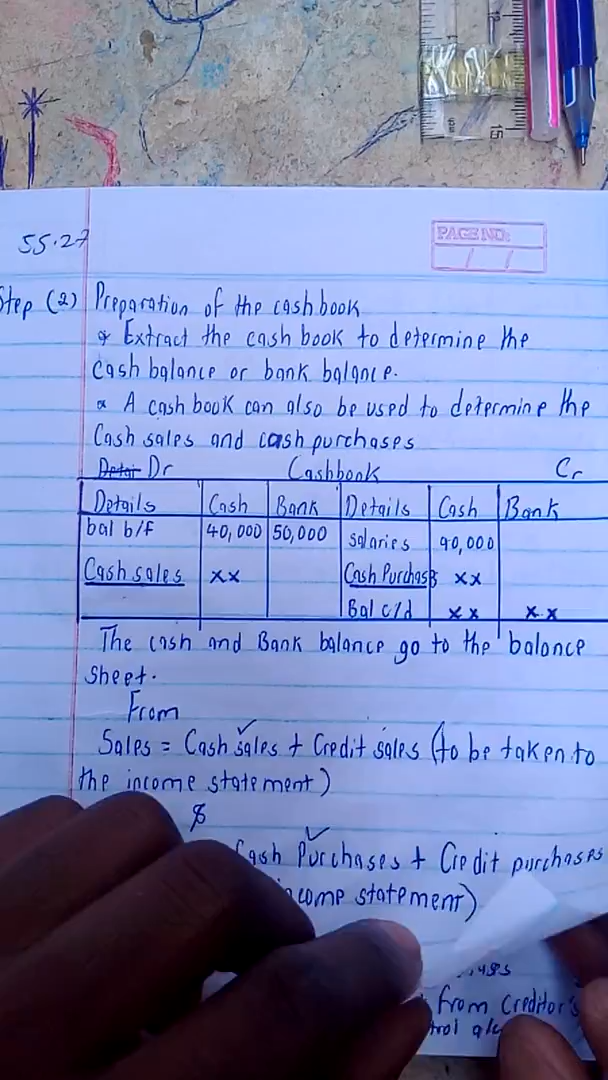 55.27
PAGE NO:
Step (2) Preparation of the cashbook
* Extract the cash book to determine the
cash balance or bank balance.
* A cash book can also be used to determine the
Cash sales and cash purchases
Dr Cashbook Cr
Details Cash Bank Details Cash Bank
bal b/f 40,000 50,000 salaries 90,000
Cash sales xx Cash Purchases xx
Bal c/d xx xx
The cash and Bank balance go to the balance
sheet.
From
Sales = Cash sales + Credit sales (to be taken to
the income statement)
$
Cash Purchases + Credit purchases
income statement)
from Creditor's